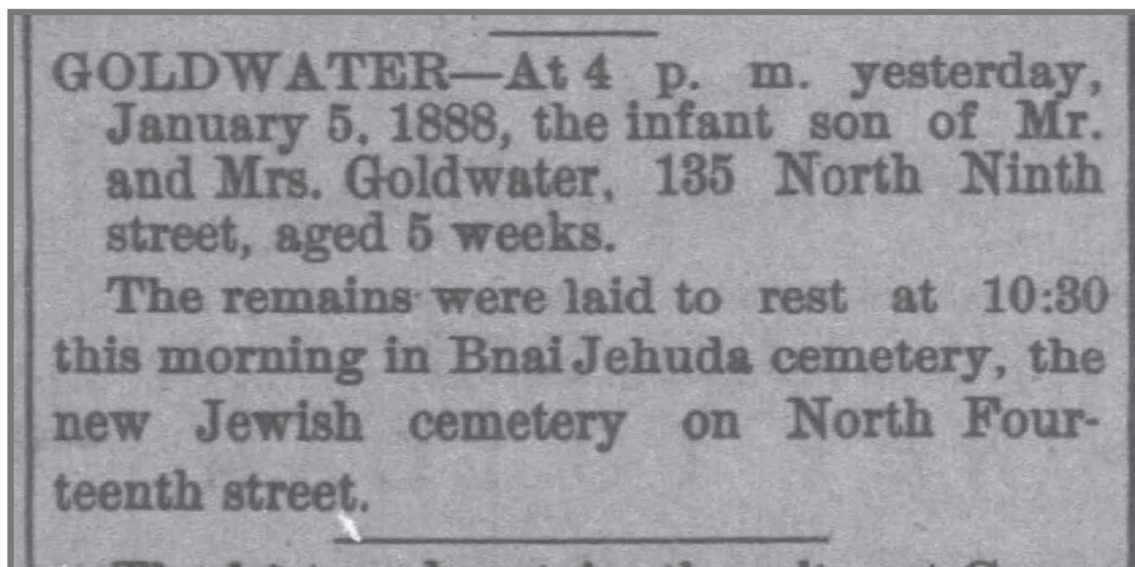 GOLDWATER—At 4 p. m. yesterday,
January 5, 1888, the infant son of Mr.
and Mrs. Goldwater, 135 North Ninth
street, aged 5 weeks.
The remains were laid to rest at 10:30
this morning in Bnai Jehuda cemetery, the
new Jewish cemetery on North Four-
teenth street.